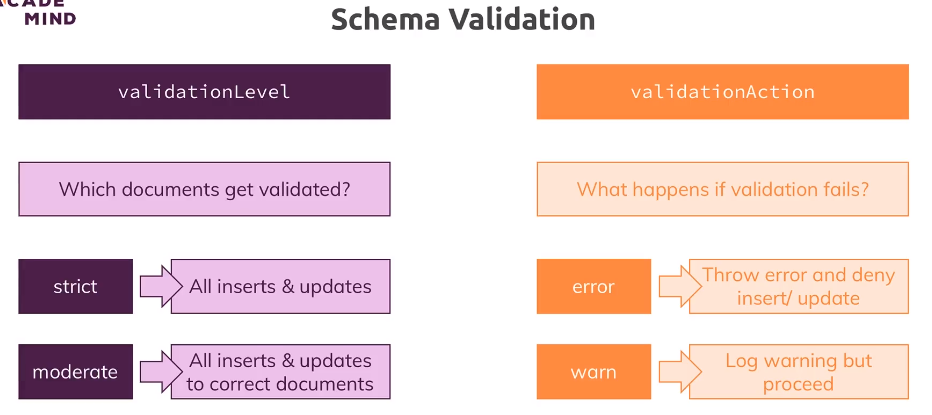 MIND
Schema Validation
validationLevel
validationAction
Which documents get validated?
What happens if validation fails?
strict
All inserts & updates
error
Throw error and deny
insert/ update
moderate
All inserts & updates
to correct documents
warn
Log warning but
proceed